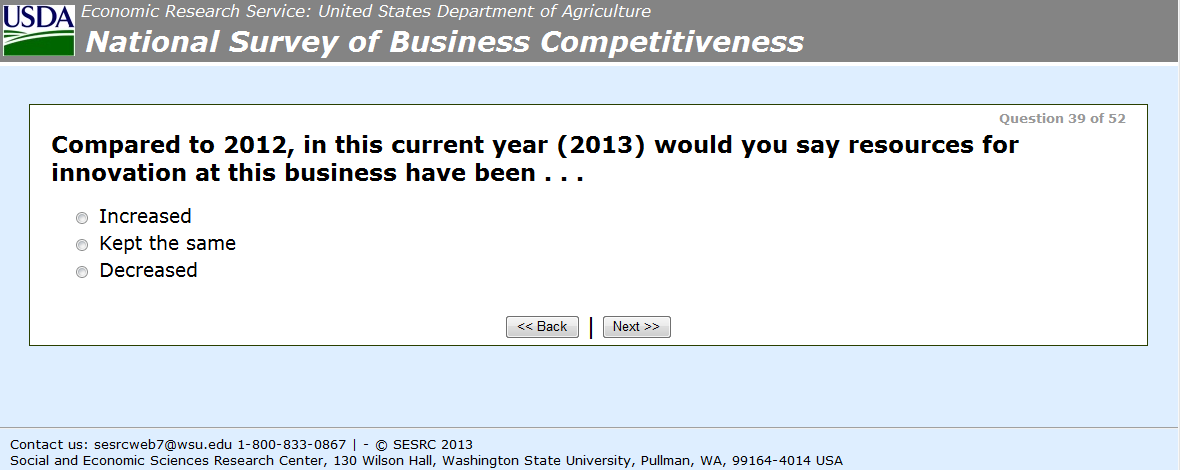 USDA
Economic Research Service: United States Department of Agriculture
National Survey of Business Competitiveness
Question 39 of 52
Compared to 2012, in this current year (2013) would you say resources for
innovation at this business have been . . .
Increased
Kept the same
Decreased
<< Back | Next >>
Contact us: sesrcweb7@wsu.edu 1-800-833-0867 | - © SESRC 2013
Social and Economic Sciences Research Center, 130 Wilson Hall, Washington State University, Pullman, WA, 99164-4014 USA